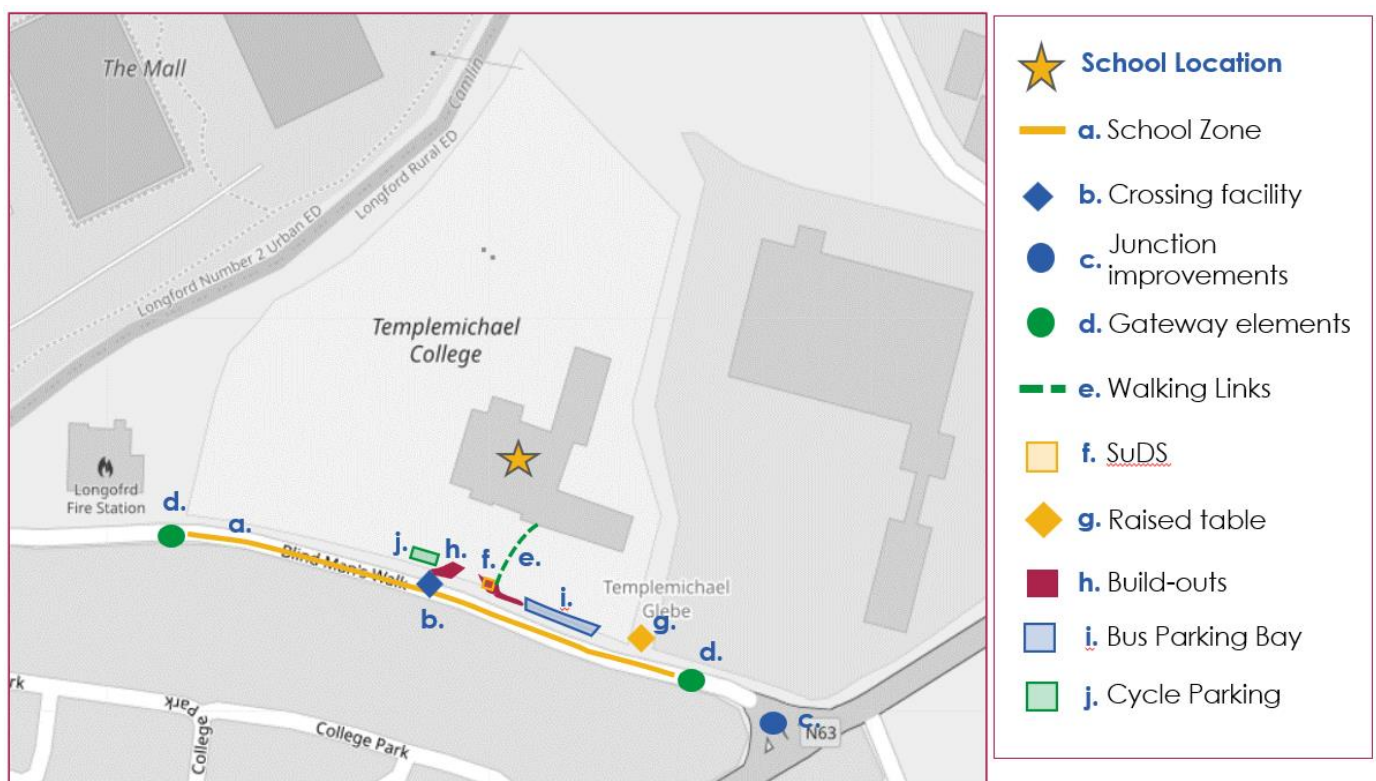 The Mall
Camlin
Longford Rural ED
Longford Number 2 Urban ED
Templemichael
College
Longofrd
Fire Station
d.
a.
Blind Man's Walk
j.
h.
f.
e.
b.
i.
Templemichael
Glebe
g.
d.
c.
N63
rk
College Park
College Park
School Location
a. School Zone
b. Crossing facility
c. Junction
improvements
d. Gateway elements
e. Walking Links
f. SuDS
g. Raised table
h. Build-outs
i. Bus Parking Bay
j. Cycle Parking